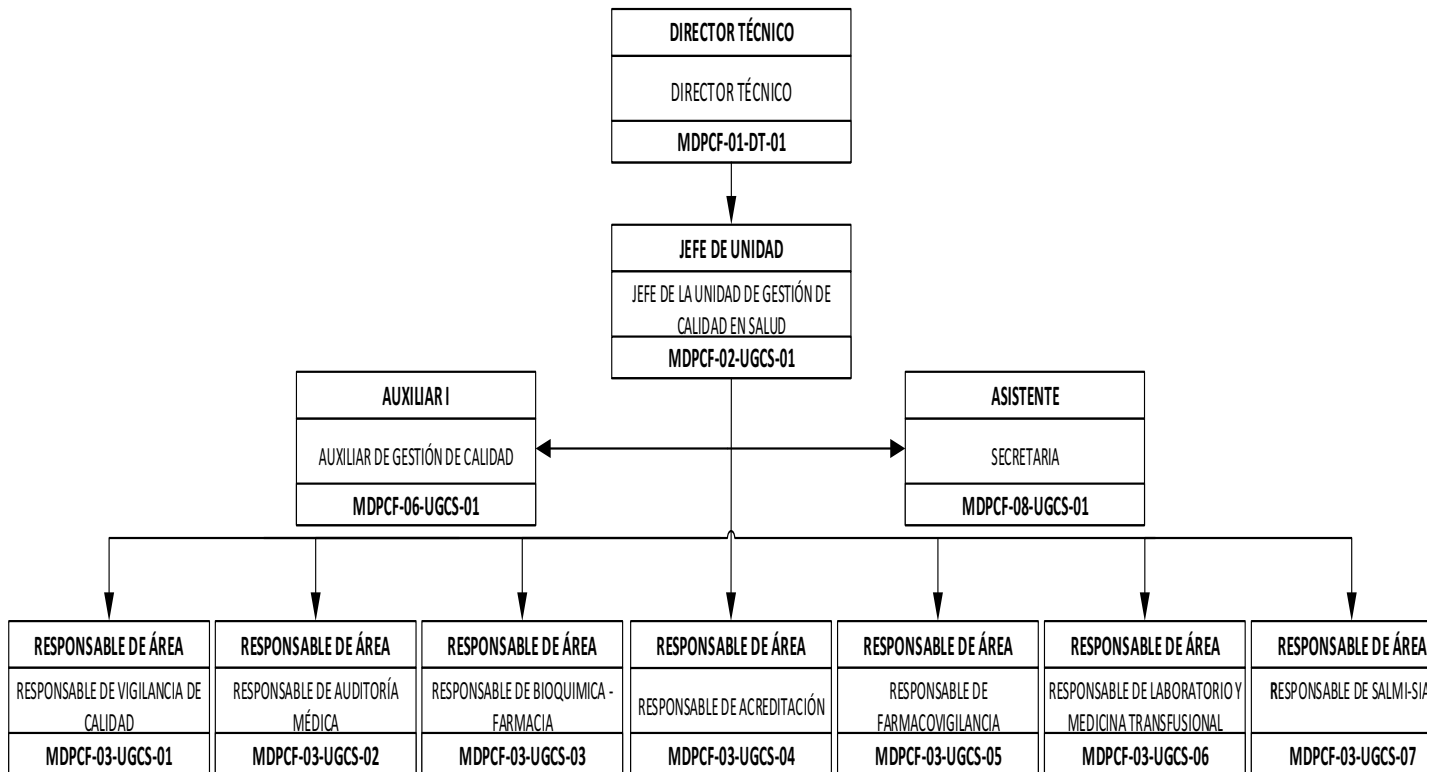 DIRECTOR TÉCNICO
DIRECTOR TÉCNICO
MDPCF-01-DT-01
JEFE DE UNIDAD
JEFE DE LA UNIDAD DE GESTIÓN DE
CALIDAD EN SALUD
MDPCF-02-UGCS-01
AUXILIAR I
AUXILIAR DE GESTIÓN DE CALIDAD
MDPCF-06-UGCS-01
ASISTENTE
SECRETARIA
MDPCF-08-UGCS-01
RESPONSABLE DE ÁREA
RESPONSABLE DE VIGILANCIA DE
CALIDAD
MDPCF-03-UGCS-01
RESPONSABLE DE ÁREA
RESPONSABLE DE AUDITORÍA
MÉDICA
MDPCF-03-UGCS-02
RESPONSABLE DE ÁREA
RESPONSABLE DE BIOQUIMICA -
FARMACIA
MDPCF-03-UGCS-03
RESPONSABLE DE ÁREA
RESPONSABLE DE ACREDITACIÓN
MDPCF-03-UGCS-04
RESPONSABLE DE ÁREA
RESPONSABLE DE
FARMACOVIGILANCIA
MDPCF-03-UGCS-05
RESPONSABLE DE ÁREA
RESPONSABLE DE LABORATORIO Y
MEDICINA TRANSFUSIONAL
MDPCF-03-UGCS-06
RESPONSABLE DE ÁREA
RESPONSABLE DE
MDPCF-03-UGCS-07